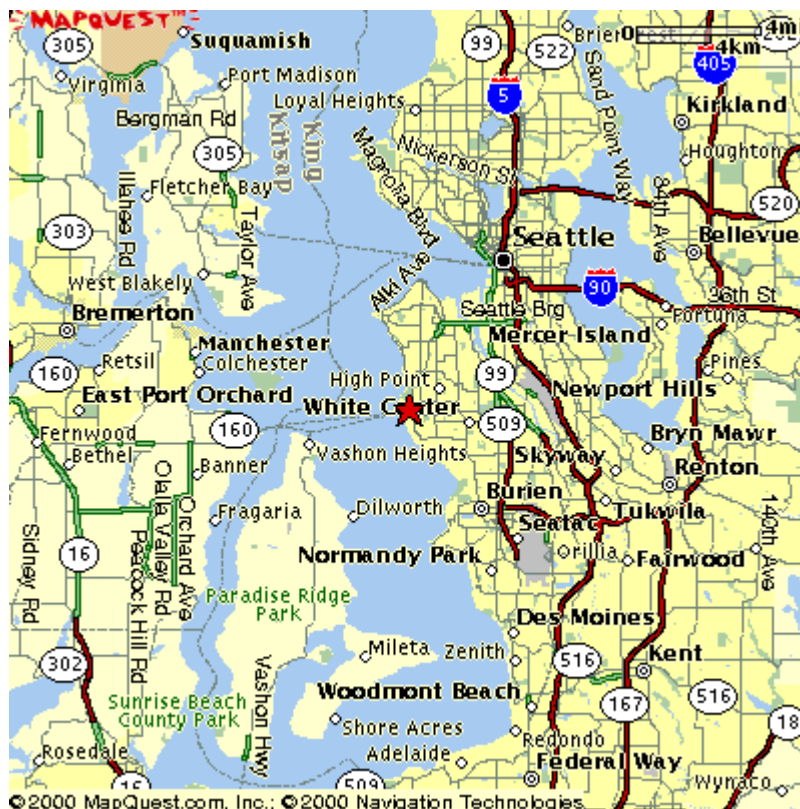 MAPQUEST™
305
Suquamish
99
522
Brier
0
4mi
4km
405
Virginia
Port Madison
Loyal Heights
5
Sand Point Way
Kirkland
Bergman Rd
Kitsap
King
Nickerson St
Houghton
305
Magnolia Blvd
Illahee Rd
Fletcher Bay
84th Ave
520
303
Taylor Ave
Seattle
Bellevue
West Blakely
Alki Ave
90
36th St
Bremerton
Seattle Brg
Fortuna
Mercer Island
Manchester
Retsil
Colchester
160
99
Pines
High Point
Newport Hills
East Port Orchard
White Center
160
509
Fernwood
Bryn Mawr
Bethel
Vashon Heights
Skyway
Banner
Renton
Olalla Valley Rd
Orchard Ave
Burien
Fragaria
Dilworth
Tukwila
Seatac
140th Ave
Sidney Rd
16
Peacock Hill Rd
Normandy Park
Orillia
Fairwood
Paradise Ridge
Park
Des Moines
Mileta
Zenith
516
Kent
302
Vashon Hwy
Woodmont Beach
516
Sunrise Beach
County Park
167
Shore Acres
18
Redondo
Rosedale
Adelaide
Federal Way
16
509
Wynaco
©2000 MapQuest.com, Inc.; ©2000 Navigation Technologies